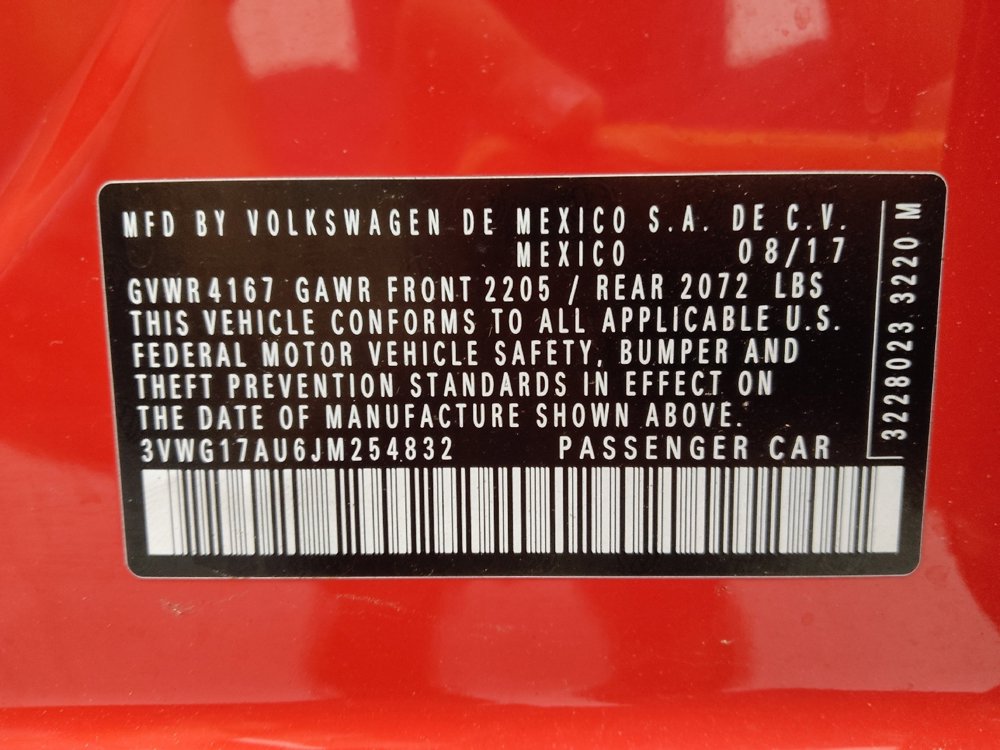 MFD BY VOLKSWAGEN DE MEXICO S.A. DE C.V.
MEXICO 08/17
GVWR4167 GAWR FRONT 2205 / REAR 2072 LBS
THIS VEHICLE CONFORMS TO ALL APPLICABLE U.S.
FEDERAL MOTOR VEHICLE SAFETY, BUMPER AND
THEFT PREVENTION STANDARDS IN EFFECT ON
THE DATE OF MANUFACTURE SHOWN ABOVE.
3VWG17AU6JM254832 PASSENGER CAR
3228023 3220 M